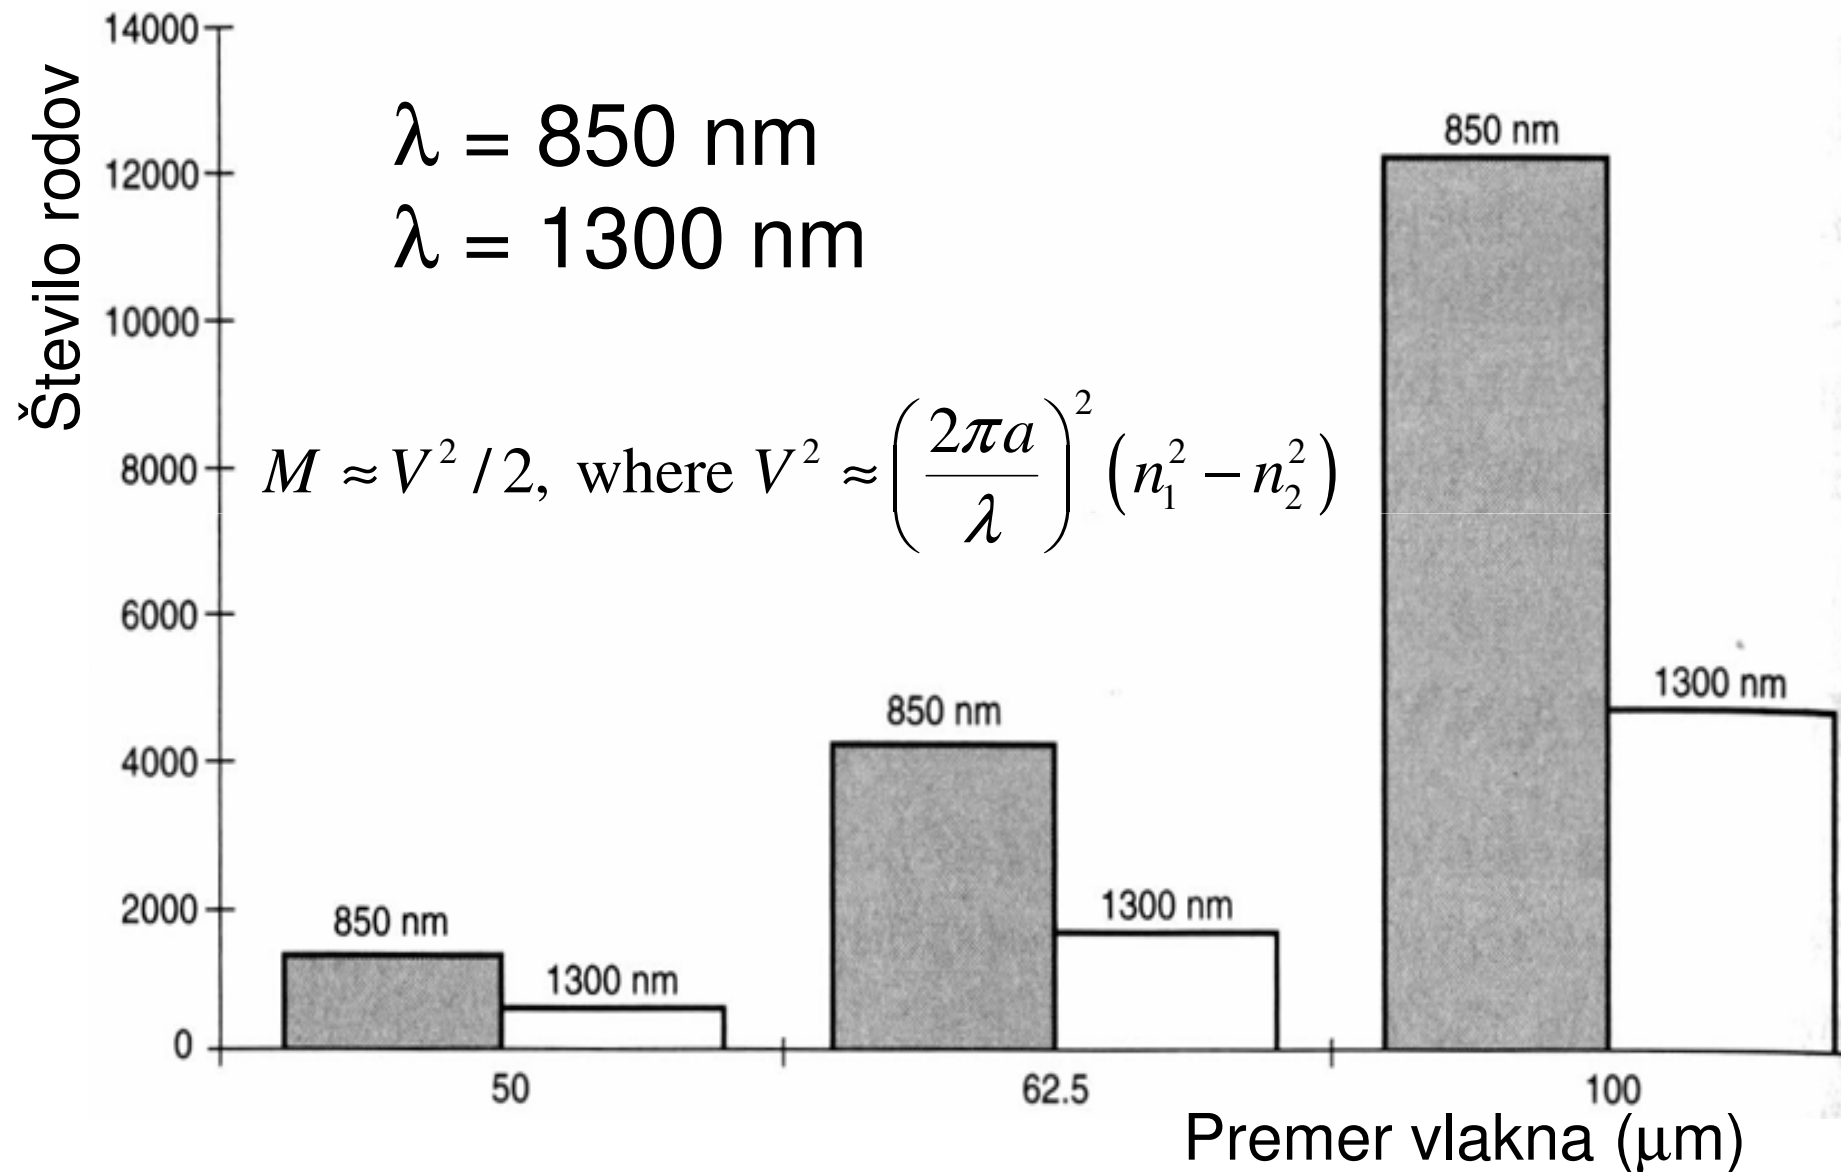 Število rodov
14000
12000
10000
8000
6000
4000
2000
0
λ = 850 nm
λ = 1300 nm
M ≈ V² / 2, where V² ≈ (2πa / λ)² (n₁² − n₂²)
850 nm
1300 nm
850 nm
1300 nm
850 nm
1300 nm
50 62.5 100
Premer vlakna (μm)